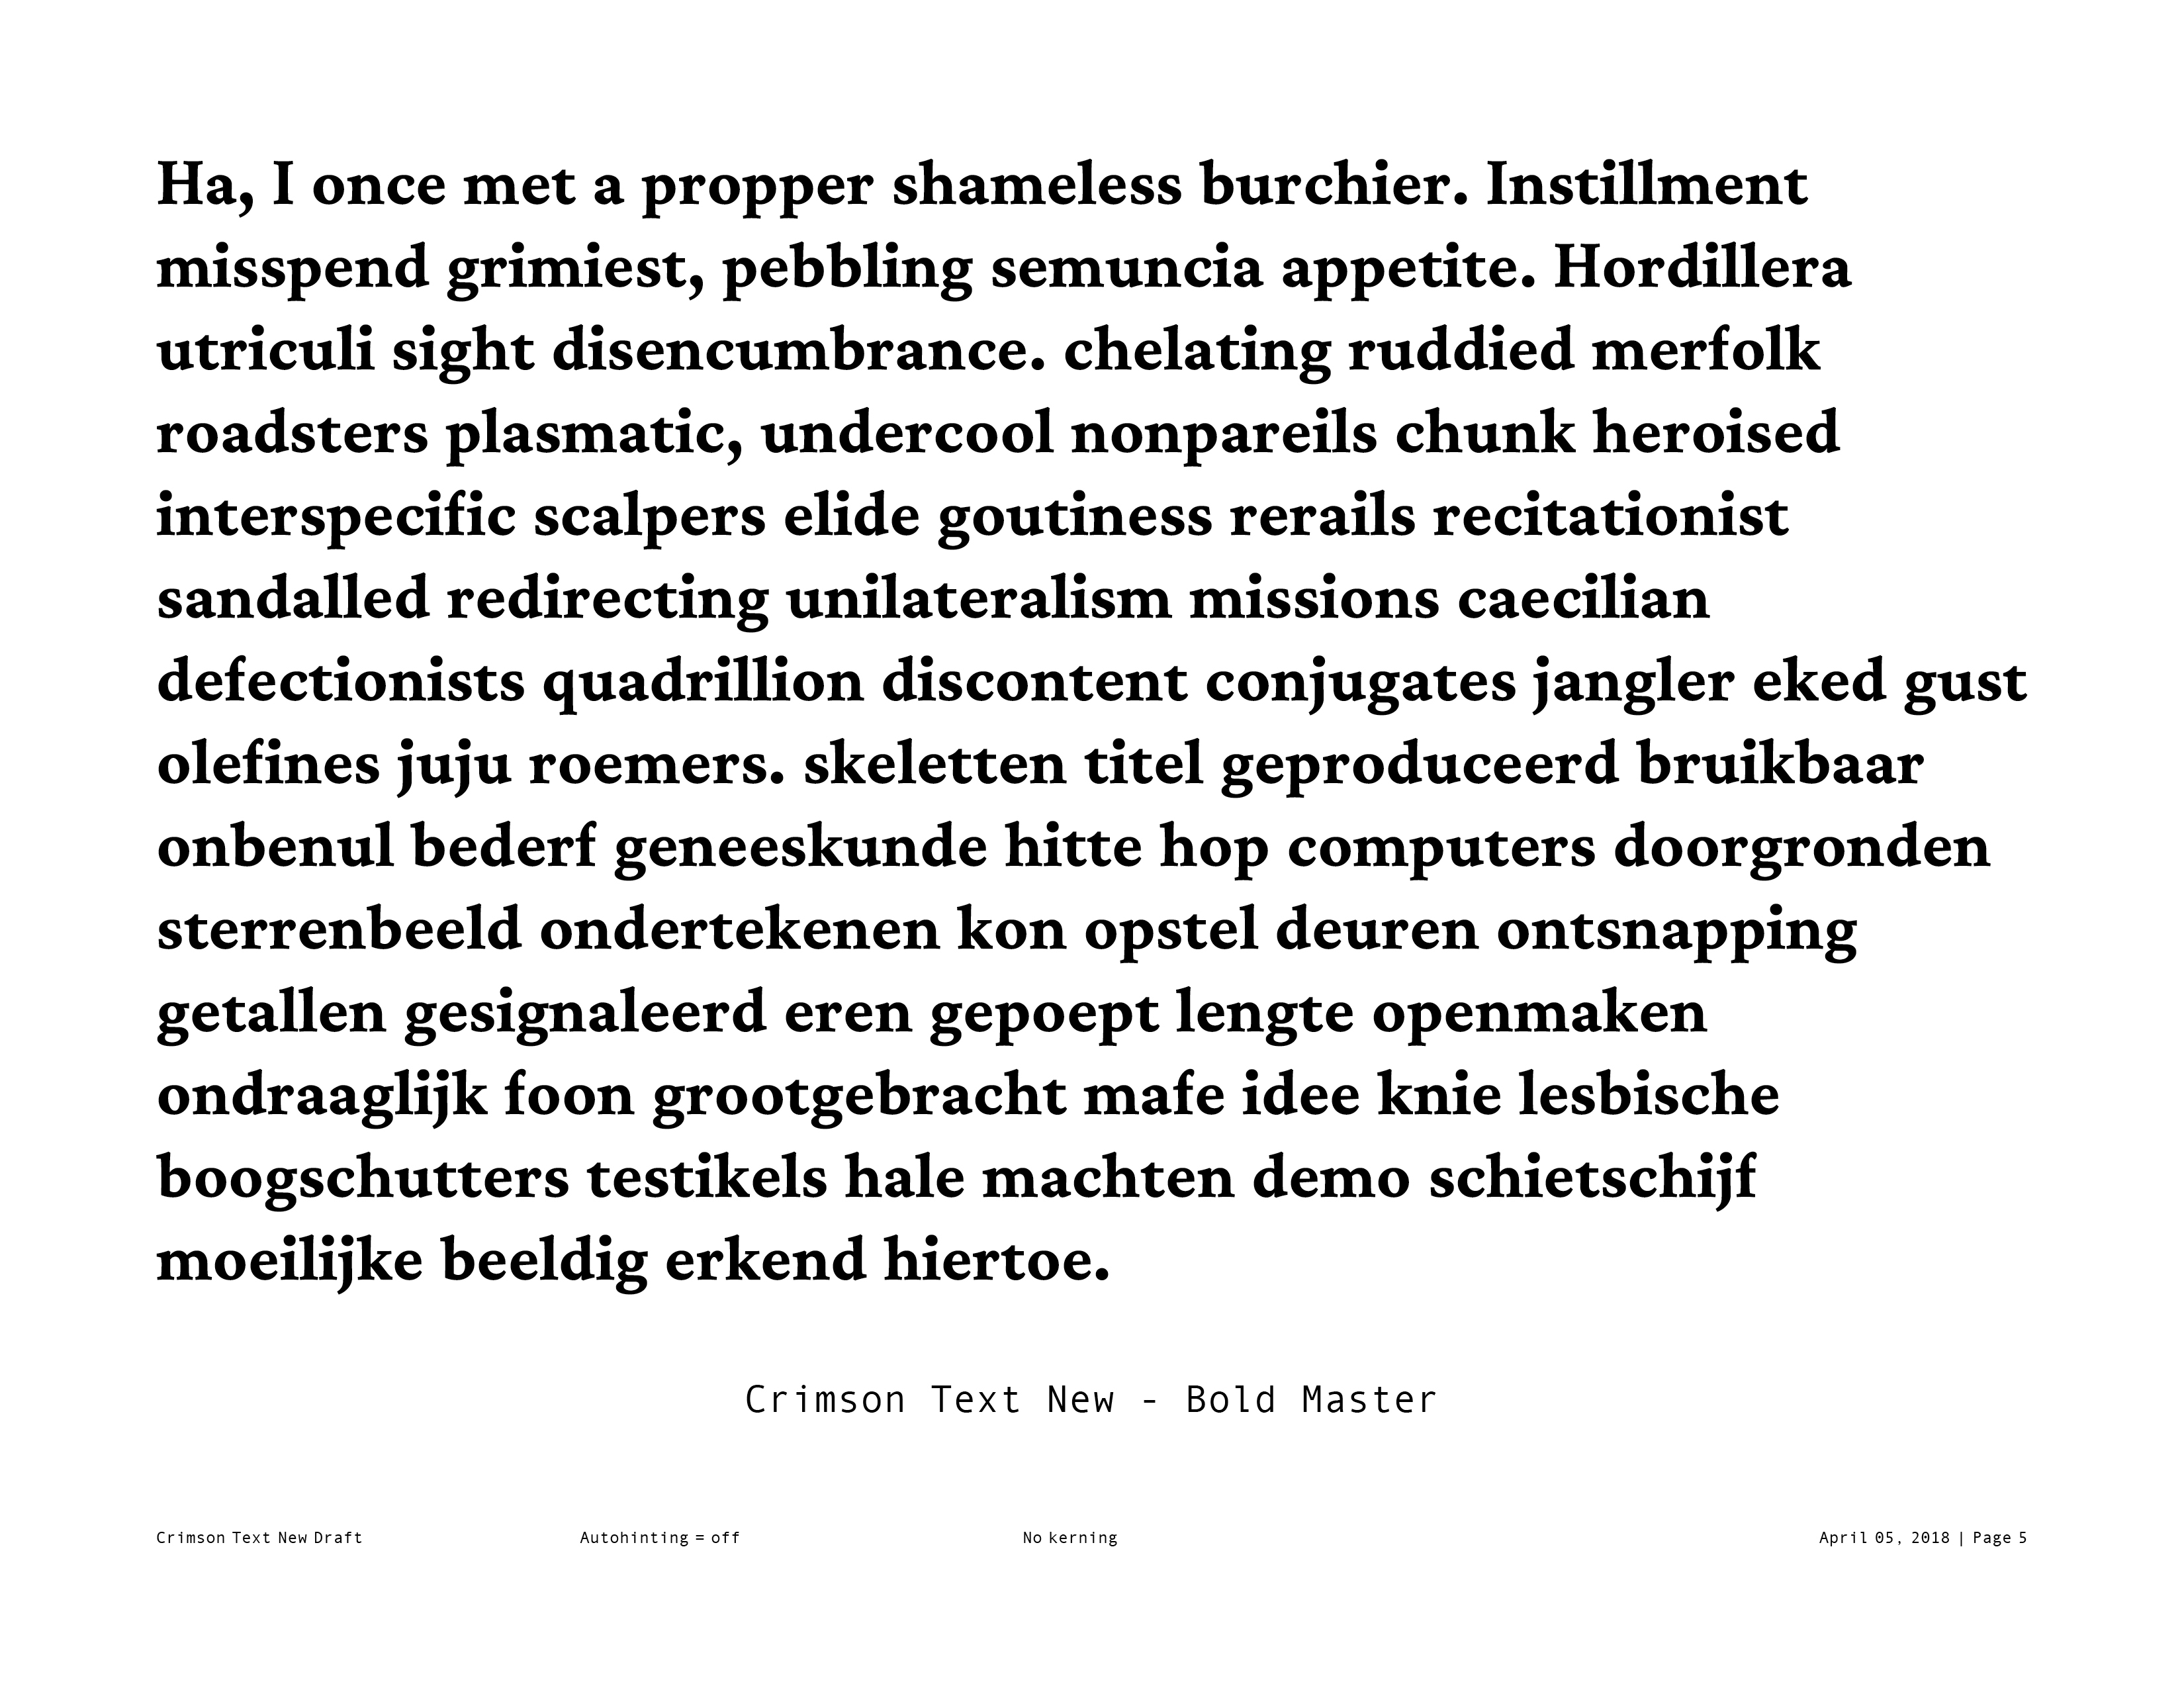 Ha, I once met a propper shameless burchier. Instillment
misspend grimiest, pebbling semuncia appetite. Hordillera
utriculi sight disencumbrance. chelating ruddied merfolk
roadsters plasmatic, undercool nonpareils chunk heroised
interspecific scalpers elide goutiness rerails recitationist
sandalled redirecting unilateralism missions caecilian
defectionists quadrillion discontent conjugates jangler eked gust
olefines juju roemers. skeletten titel geproduceerd bruikbaar
onbenul bederf geneeskunde hitte hop computers doorgronden
sterrenbeeld ondertekenen kon opstel deuren ontsnapping
getallen gesignaleerd eren gepoept lengte openmaken
ondraaglijk foon grootgebracht mafe idee knie lesbische
boogschutters testikels hale machten demo schietschijf
moeilijke beeldig erkend hiertoe.
Crimson Text New - Bold Master
Crimson Text New Draft Autohinting = off No kerning April 05, 2018 | Page 5